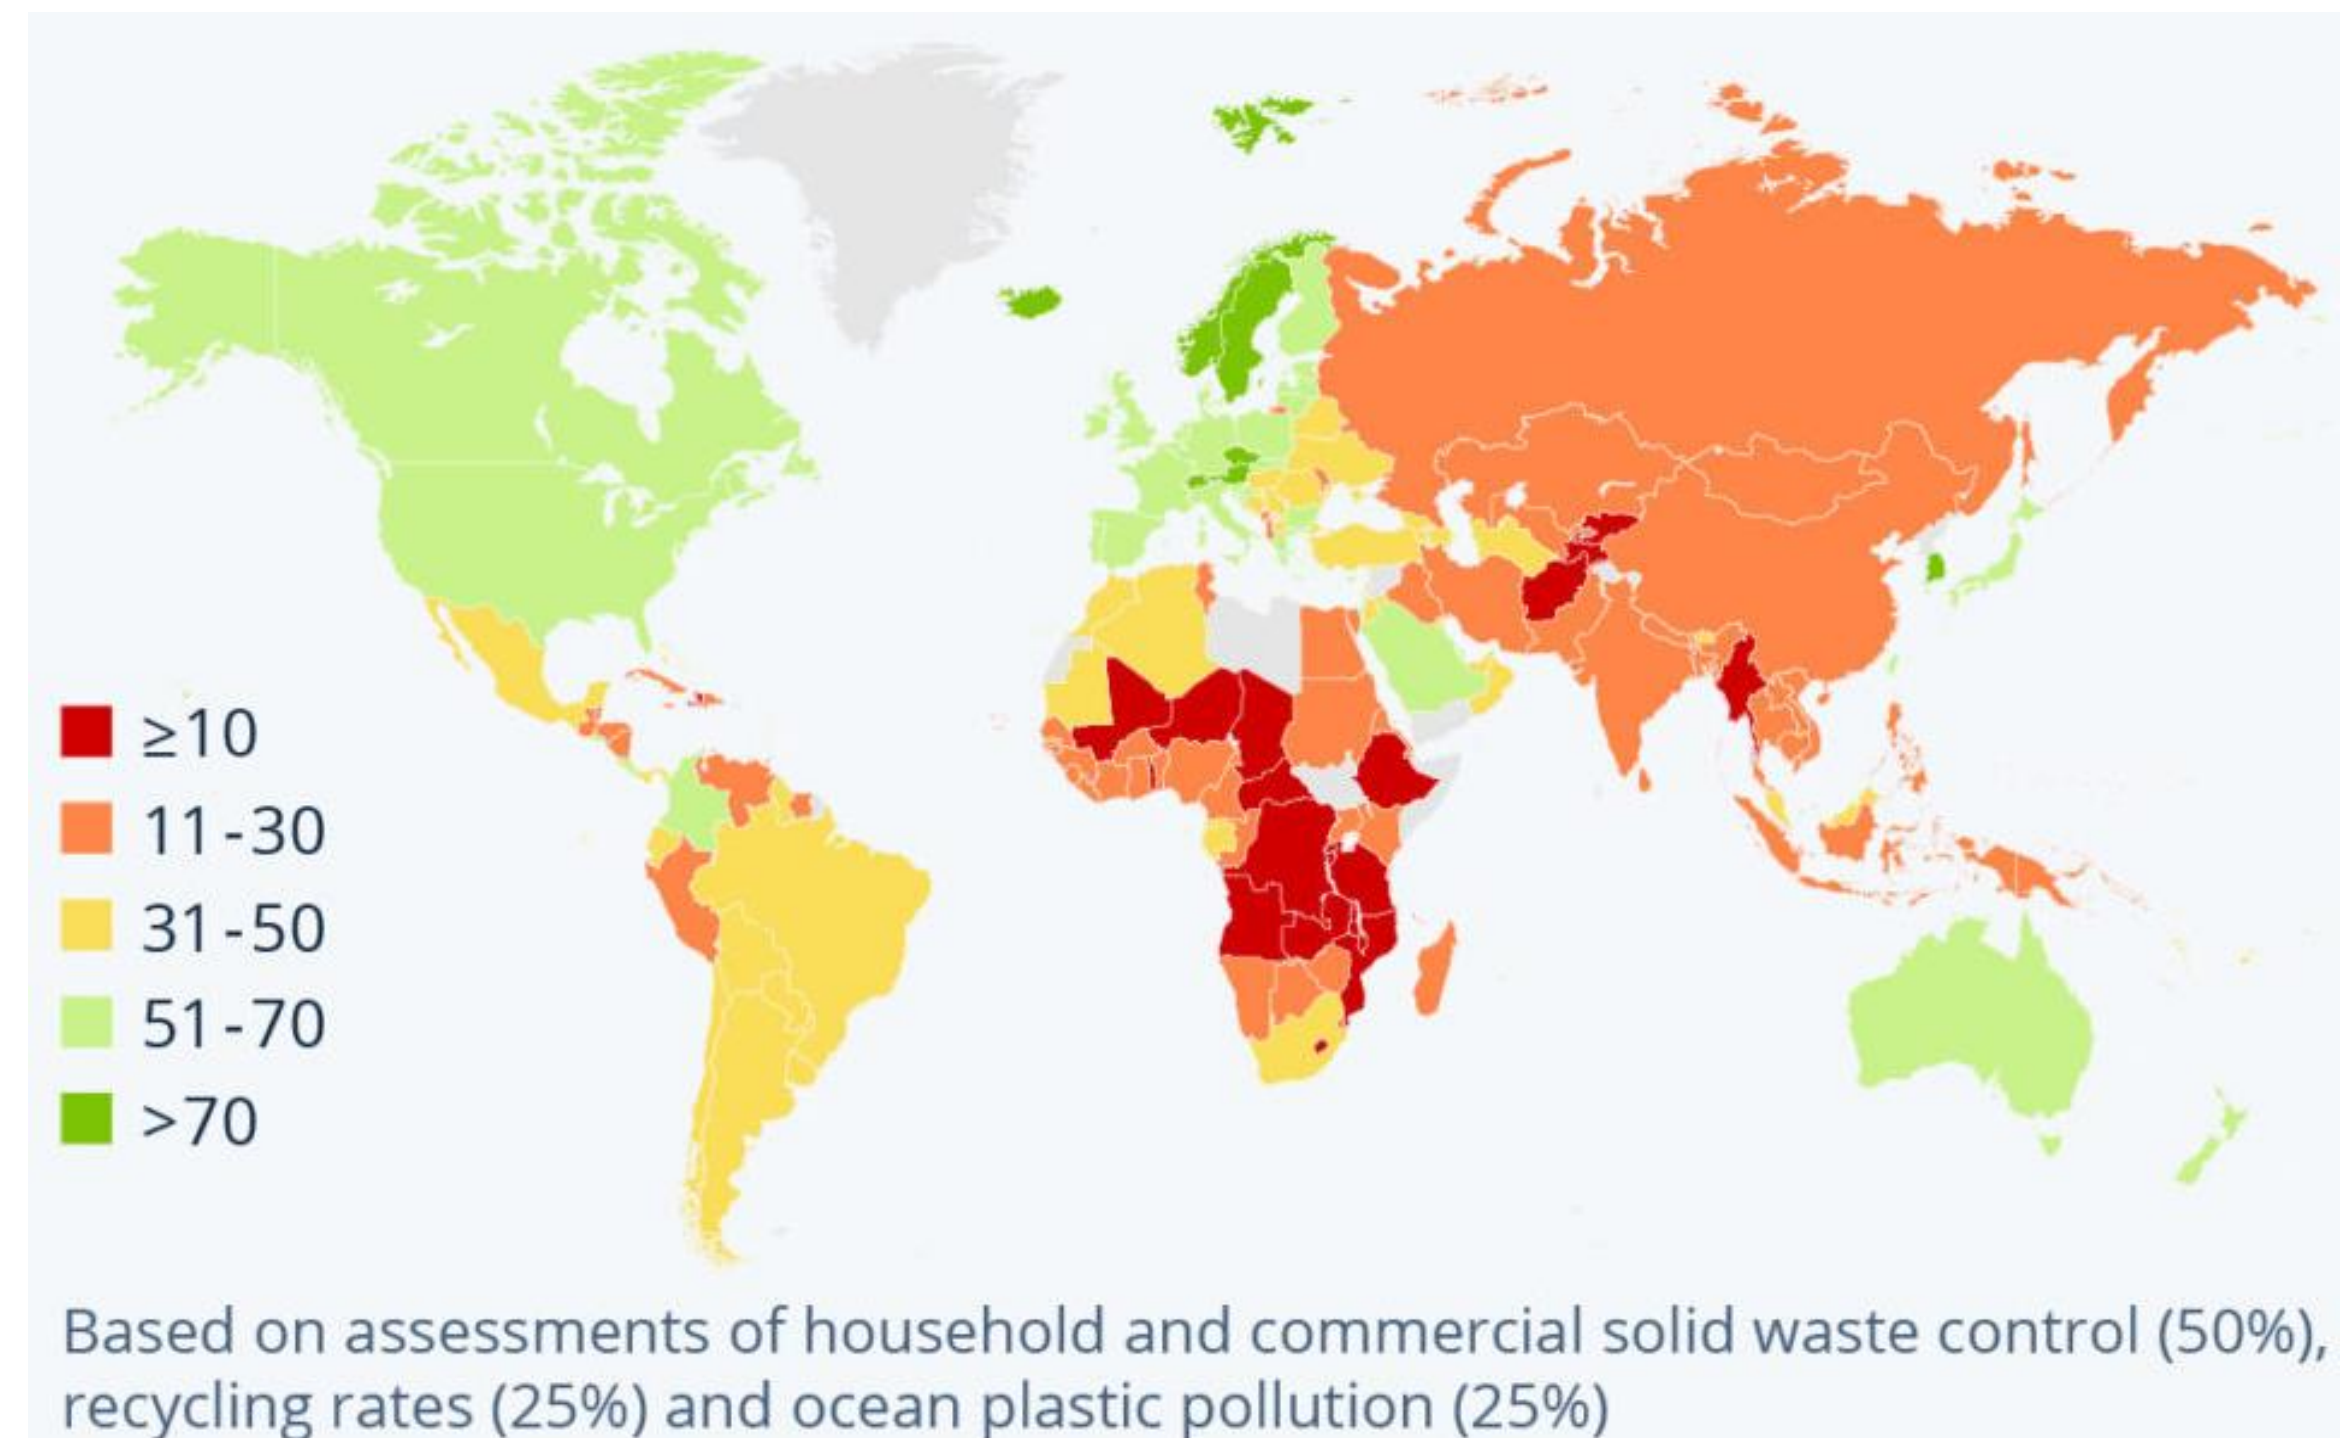 ≥10
11-30
31-50
51-70
>70
Based on assessments of household and commercial solid waste control (50%),
recycling rates (25%) and ocean plastic pollution (25%)